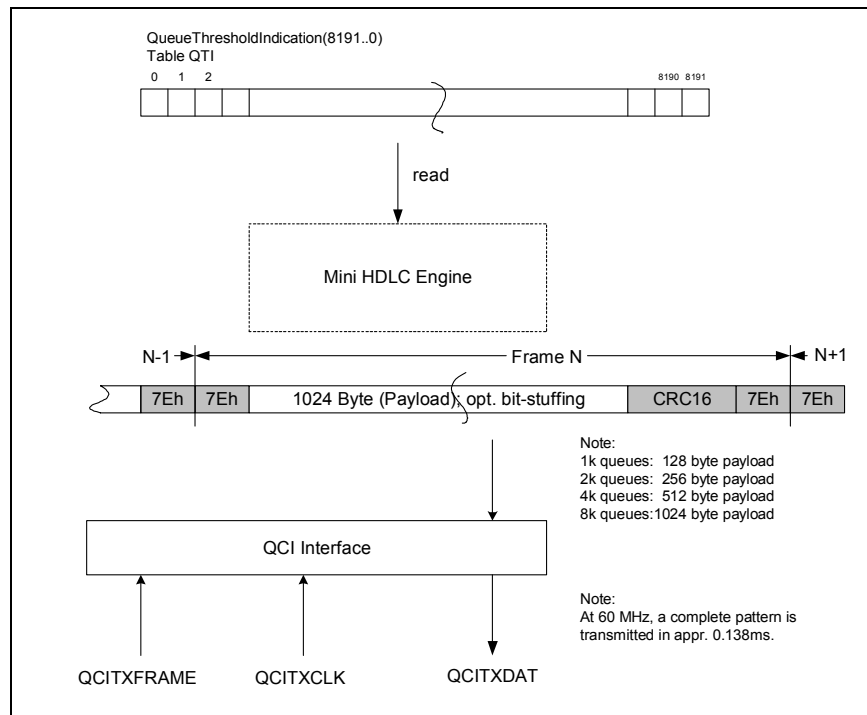 QueueThresholdIndication(8191..0)
Table QTI
0 1 2 8190 8191
read
Mini HDLC Engine
N-1 Frame N N+1
7Eh 7Eh 1024 Byte (Payload); opt. bit-stuffing CRC16 7Eh 7Eh
Note:
1k queues: 128 byte payload
2k queues: 256 byte payload
4k queues: 512 byte payload
8k queues:1024 byte payload
QCI Interface
Note:
At 60 MHz, a complete pattern is
transmitted in appr. 0.138ms.
QCITXFRAME QCITXCLK QCITXDAT